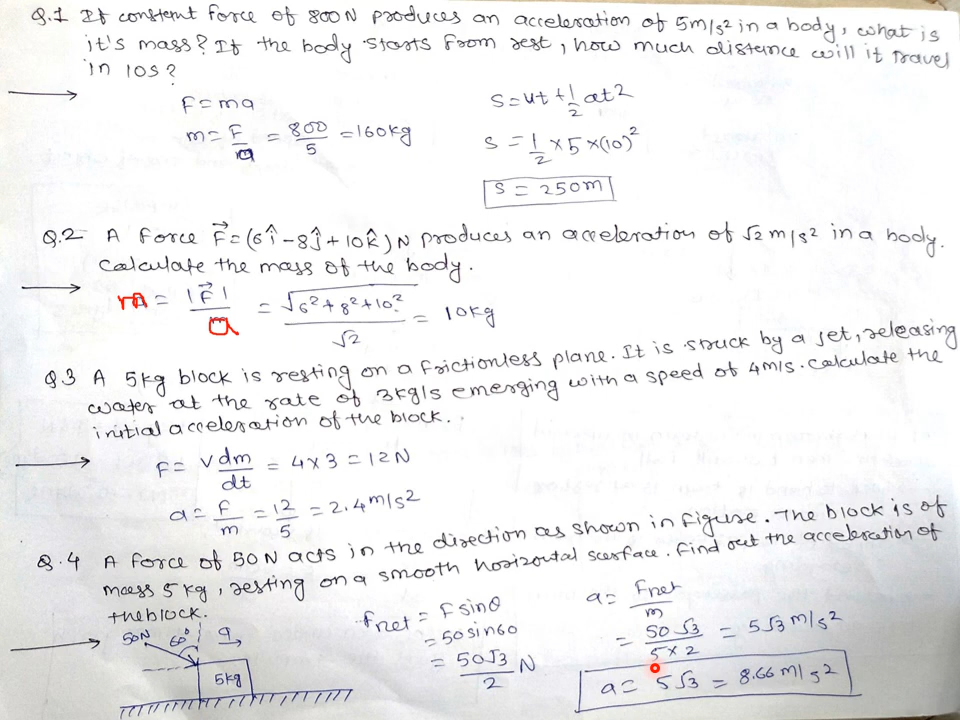 Q.1 If constant force of 800N produces an acceleration of 5m/s² in a body, what is
it's mass? If the body starts from rest, how much distance will it travel
in 10s?
F = ma
m = F/a = 800/5 = 160kg
S = ut + 1/2 at²
S = 1/2 × 5 × (10)²
S = 250m
Q.2 A force F⃗ = (6î - 8ĵ + 10k̂) N produces an acceleration of √2 m/s² in a body.
Calculate the mass of the body.
m = |F⃗|/a = √6² + 8² + 10²/√2 = 10kg
Q.3 A 5kg block is resting on a frictionless plane. It is struck by a jet, releasing
water at the rate of 3kg/s emerging with a speed of 4m/s. Calculate the
initial acceleration of the block.
F = v dm/dt = 4 × 3 = 12N
a = F/m = 12/5 = 2.4 m/s²
Q.4 A force of 50N acts in the direction as shown in figure. The block is of
mass 5kg, resting on a smooth horizontal surface. Find out the acceleration of
the block.
50N 60° a
5kg
Fnet = F sinθ
= 50 sin60
= 50√3/2 N
a = Fnet/m
= 50√3/5 × 2 = 5√3 m/s²
a = 5√3 = 8.66 m/s²